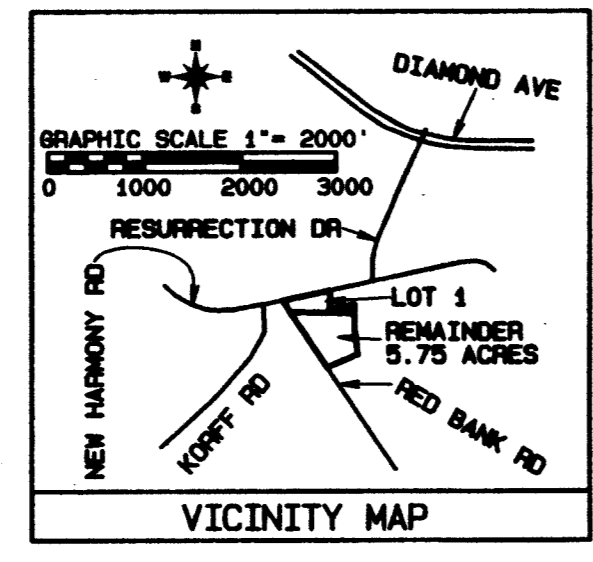 N
W E
S
DIAMOND AVE
GRAPHIC SCALE 1"= 2000'
0 1000 2000 3000
RESURRECTION DR
NEW HARMONY RD
LOT 1
REMAINDER
5.75 ACRES
KORFF RD
RED BANK RD
VICINITY MAP